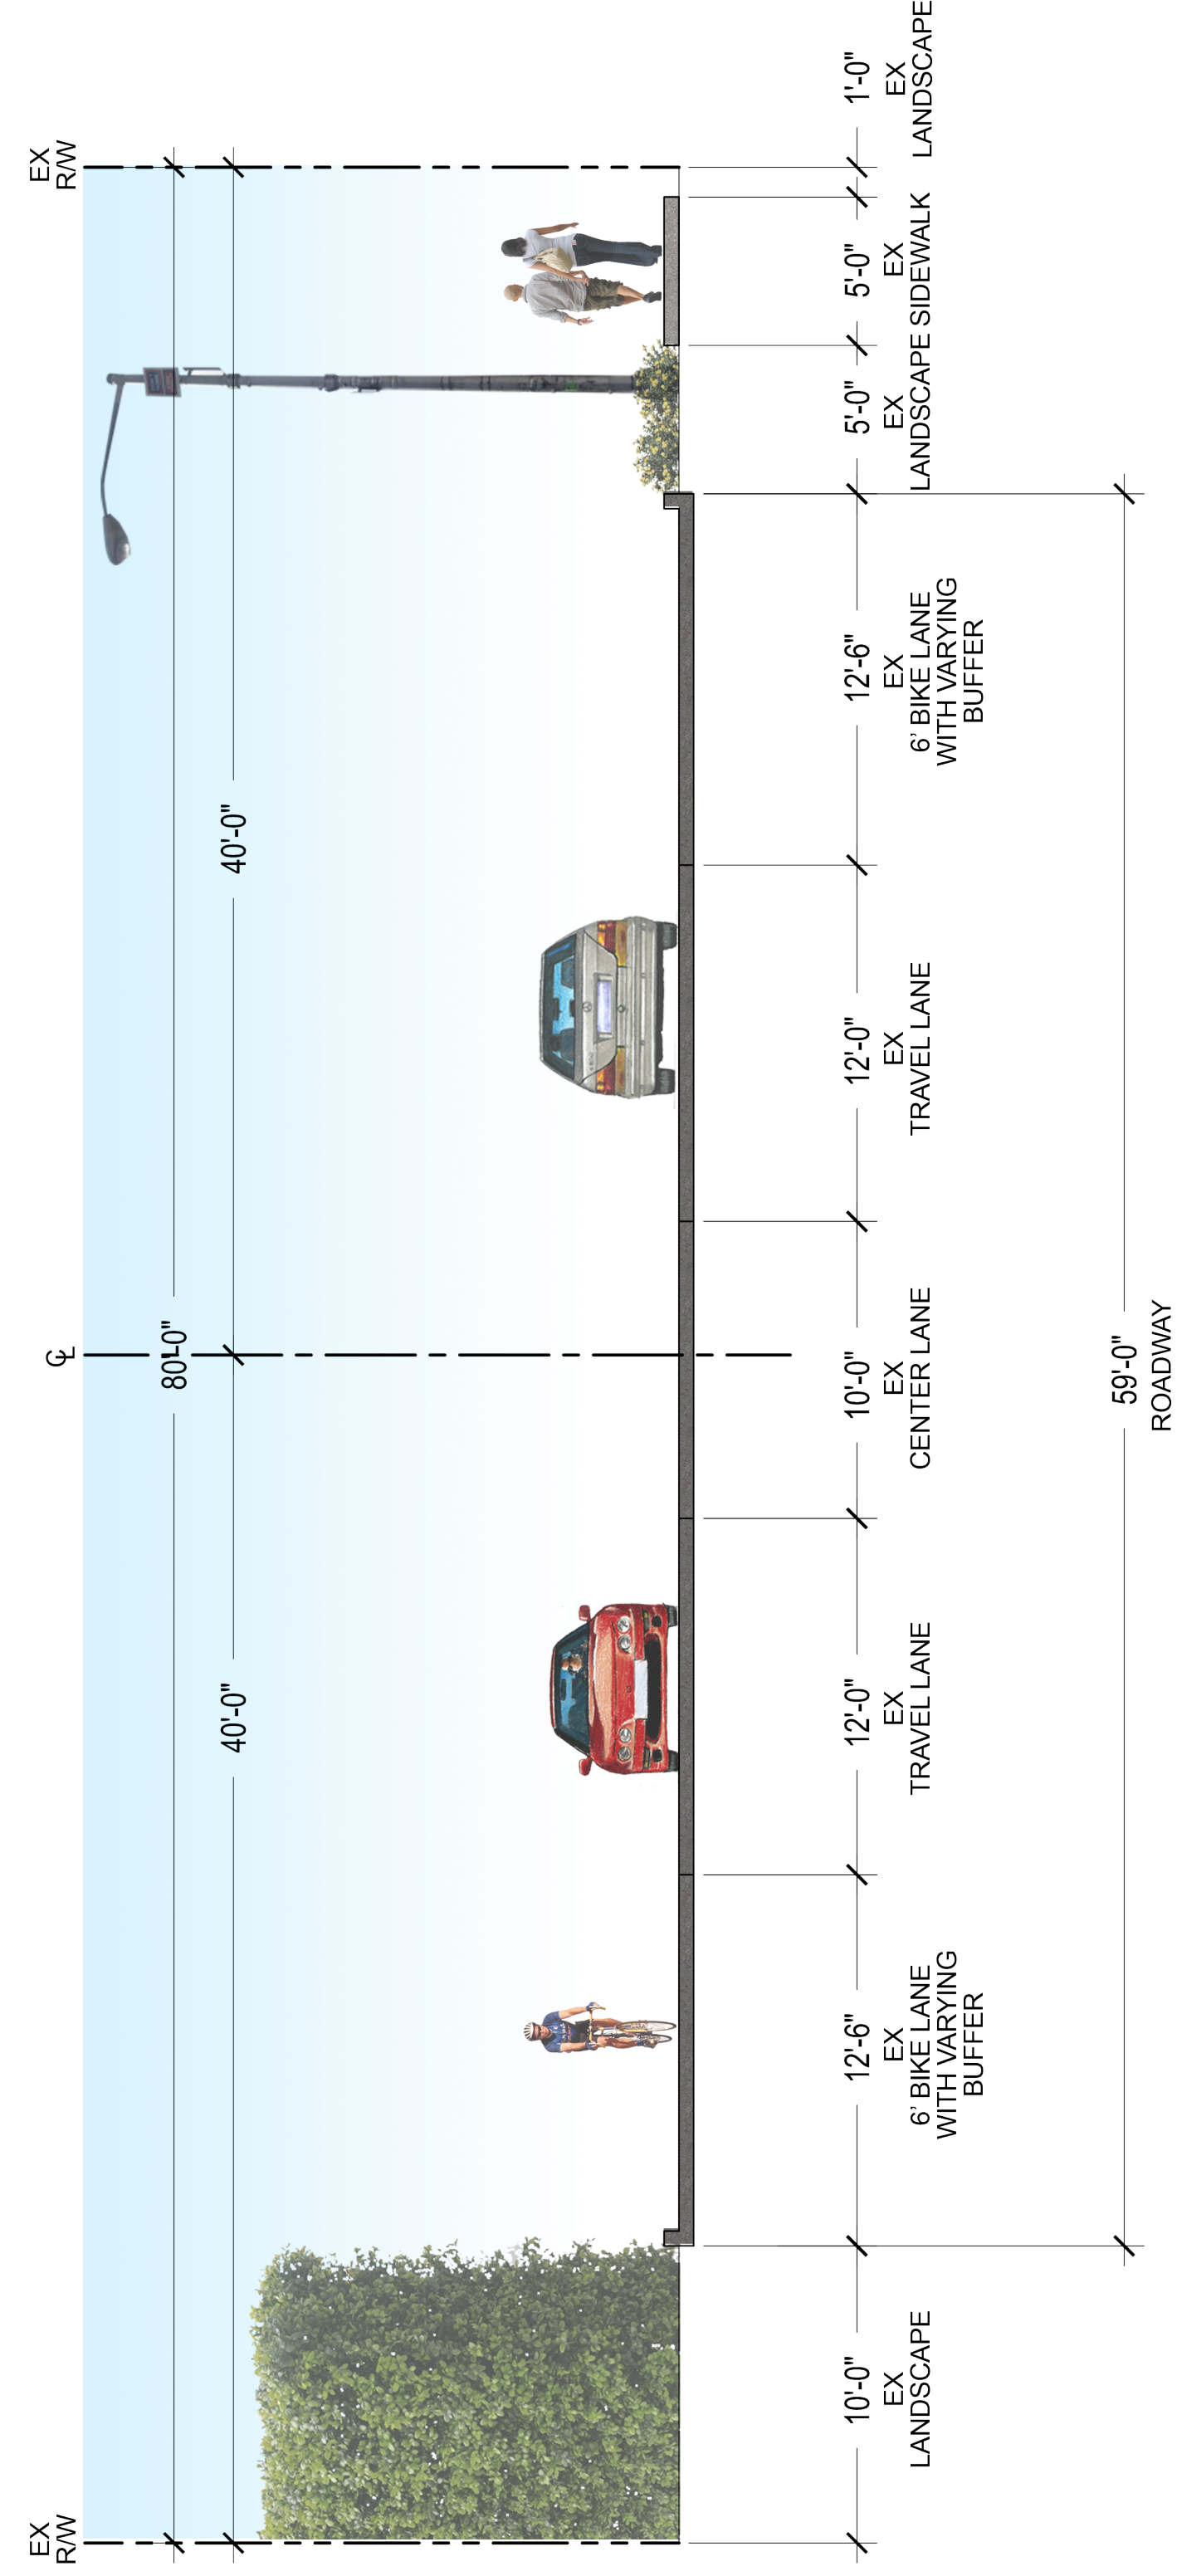 EX
R/W
℄
EX
R/W
80'-0"
40'-0"
40'-0"
10'-0"
EX
LANDSCAPE
12'-6"
EX
6’ BIKE LANE
WITH VARYING
BUFFER
12'-0"
EX
TRAVEL LANE
10'-0"
EX
CENTER LANE
12'-0"
EX
TRAVEL LANE
12'-6"
EX
6’ BIKE LANE
WITH VARYING
BUFFER
5'-0"
EX
LANDSCAPE
5'-0"
EX
SIDEWALK
1'-0"
EX
LANDSCAPE
59'-0"
ROADWAY